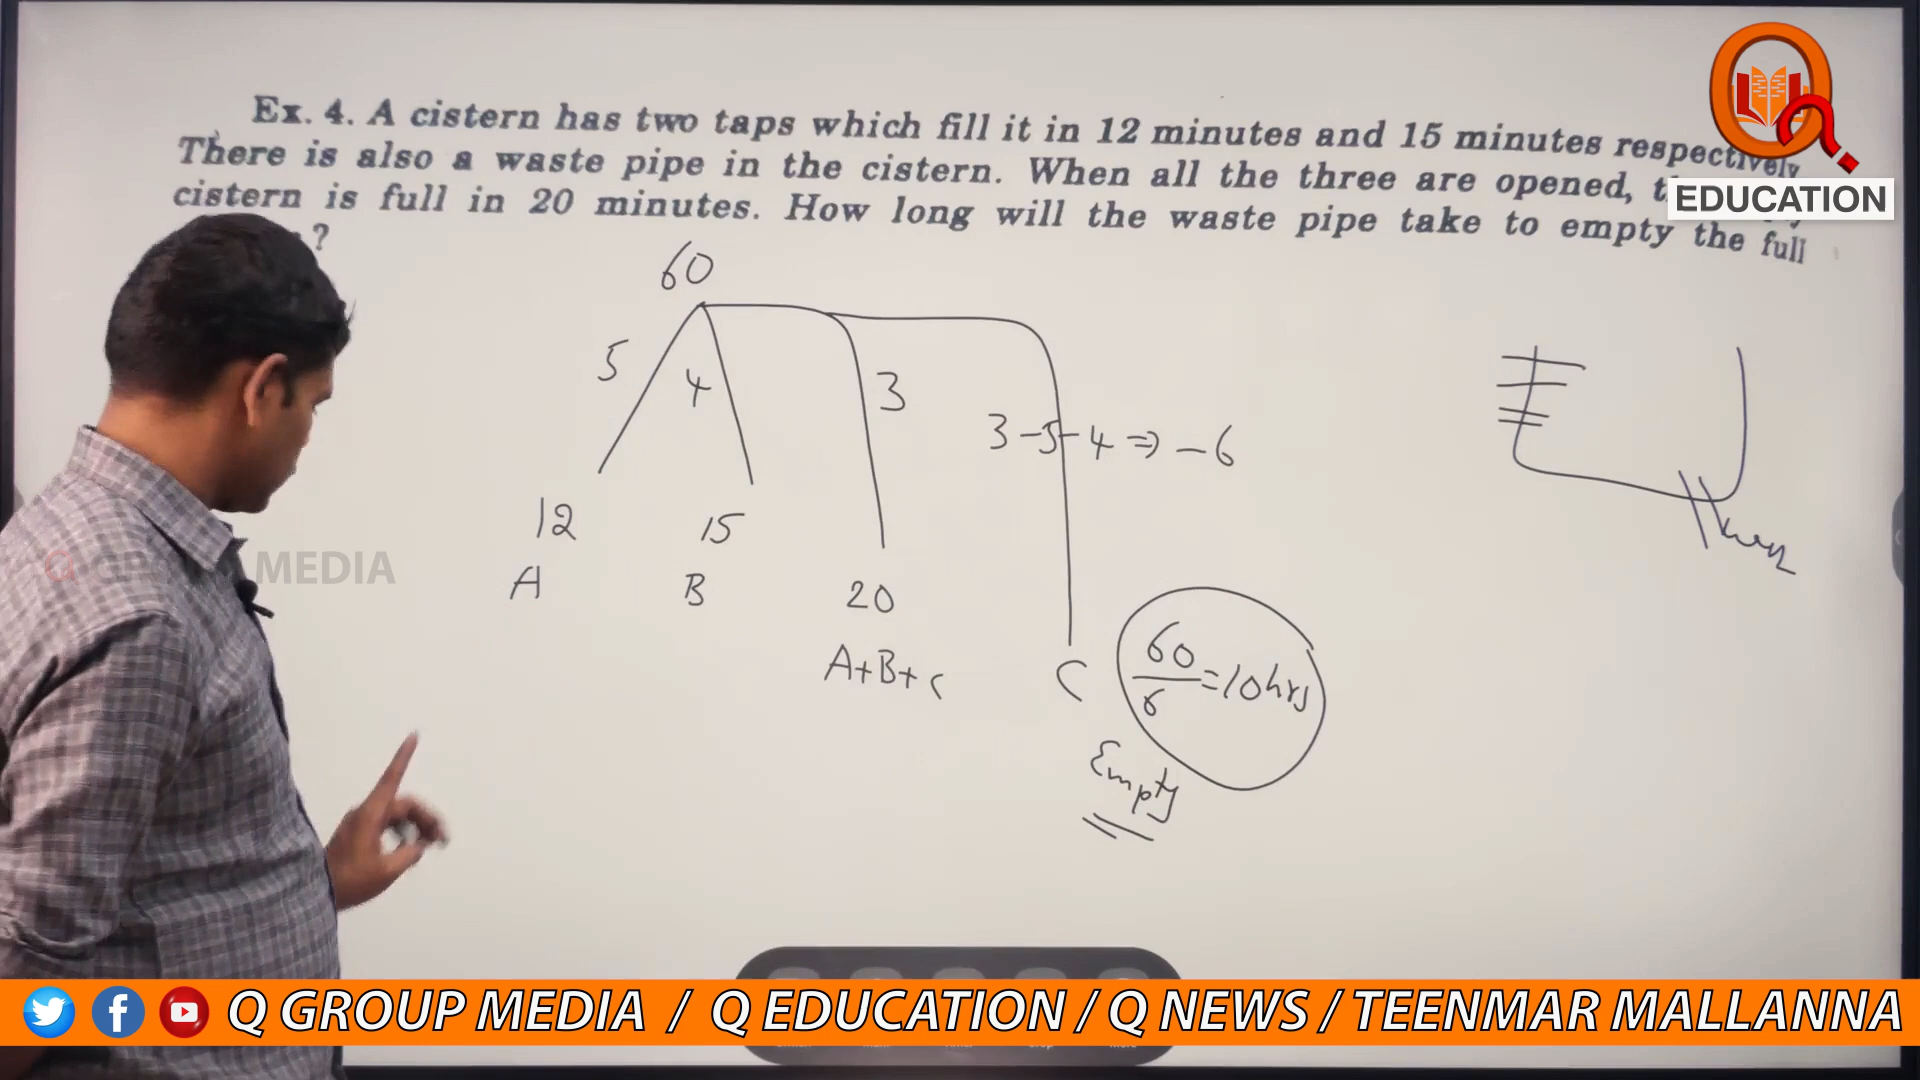 Ex. 4. A cistern has two taps which fill it in 12 minutes and 15 minutes respectively
There is also a waste pipe in the cistern. When all the three are opened,
cistern is full in 20 minutes. How long will the waste pipe take to empty the full
?
60
5
4
3
3 - 5 - 4 ⇒ - 6
12
15
A
B
20
A+B+C
C
60/6 = 10hrs
Empty
Q
EDUCATION
Q GROUP MEDIA
Q GROUP MEDIA / Q EDUCATION / Q NEWS / TEENMAR MALLANNA